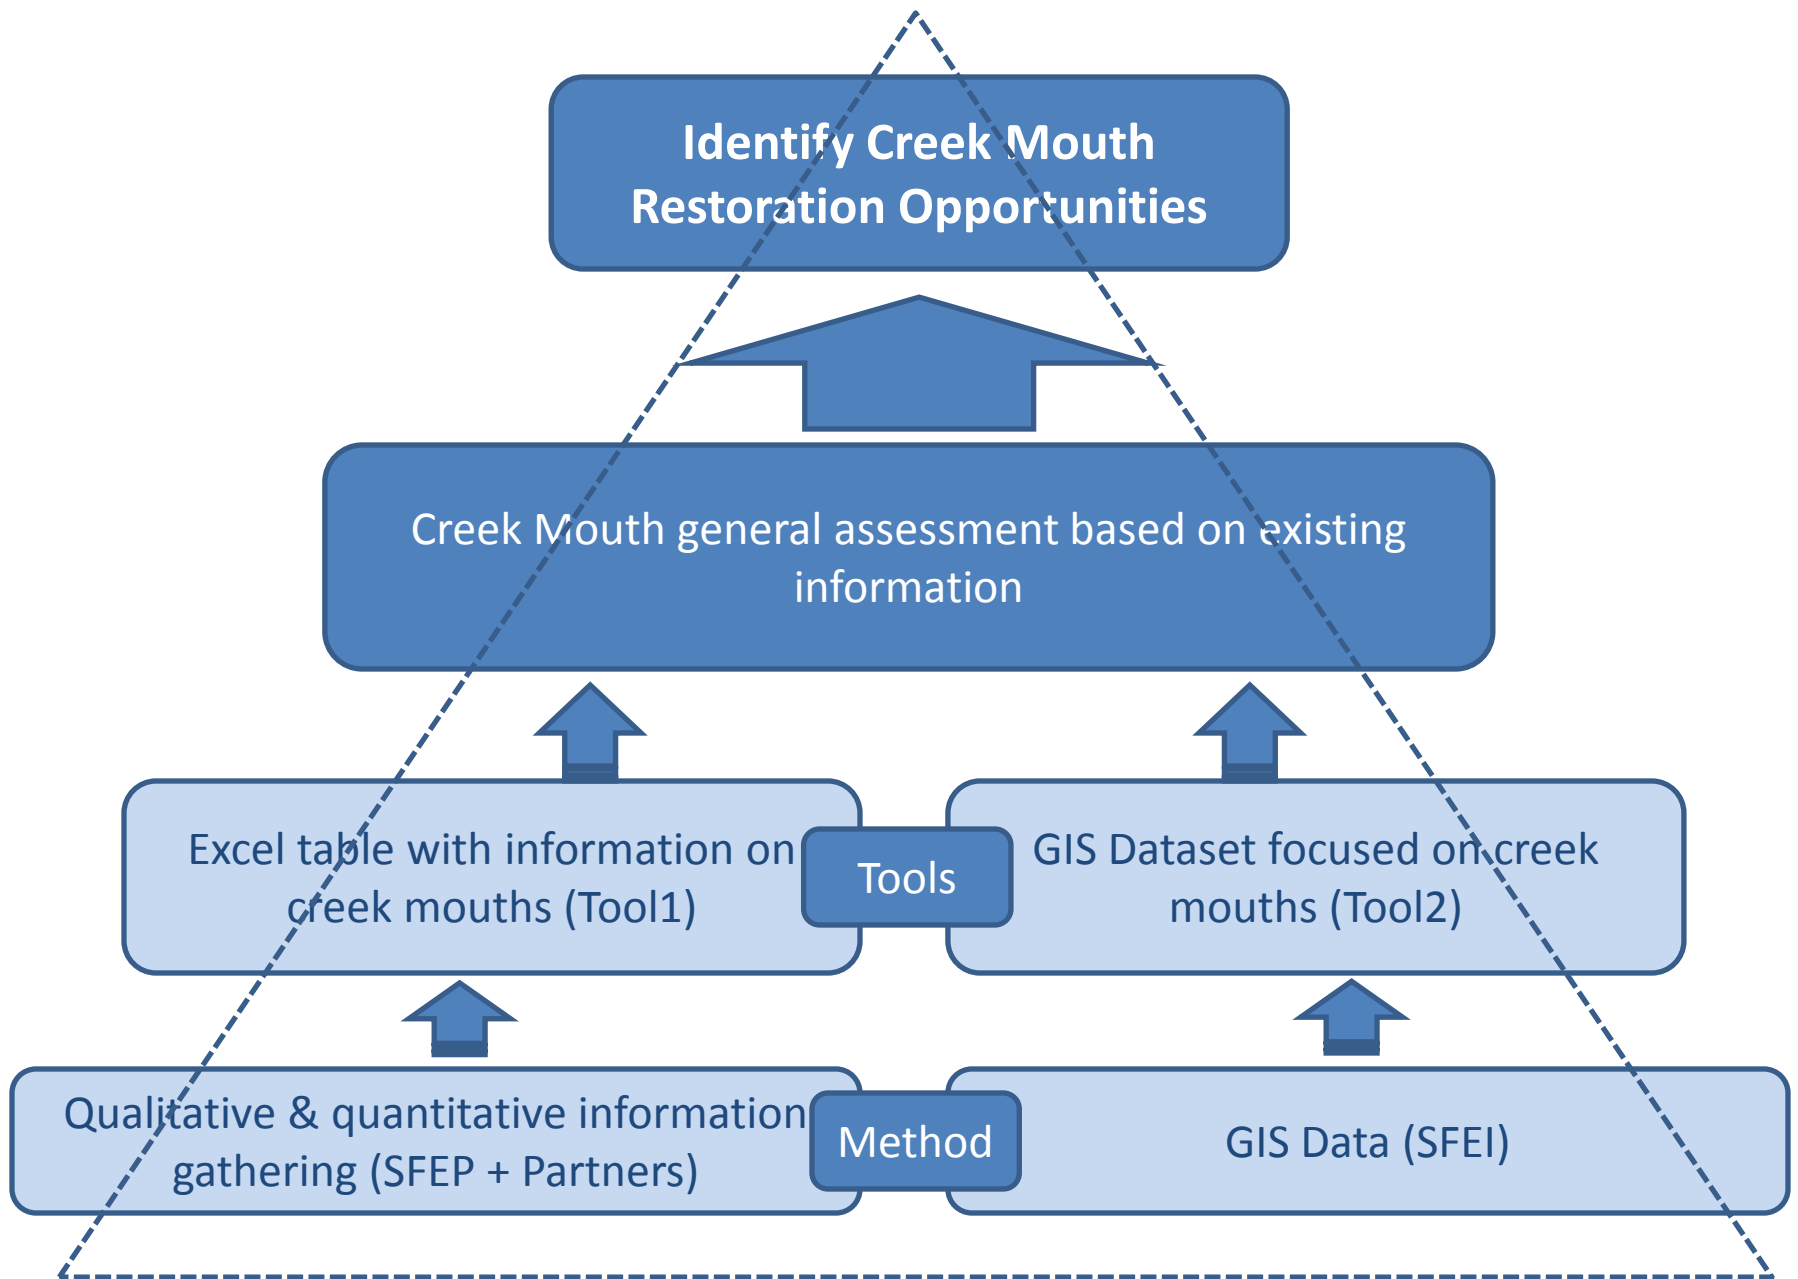 Identify Creek Mouth
Restoration Opportunities
Creek Mouth general assessment based on existing
information
Excel table with information on
creek mouths (Tool1)
Tools
GIS Dataset focused on creek
mouths (Tool2)
Qualitative & quantitative information
gathering (SFEP + Partners)
Method
GIS Data (SFEI)